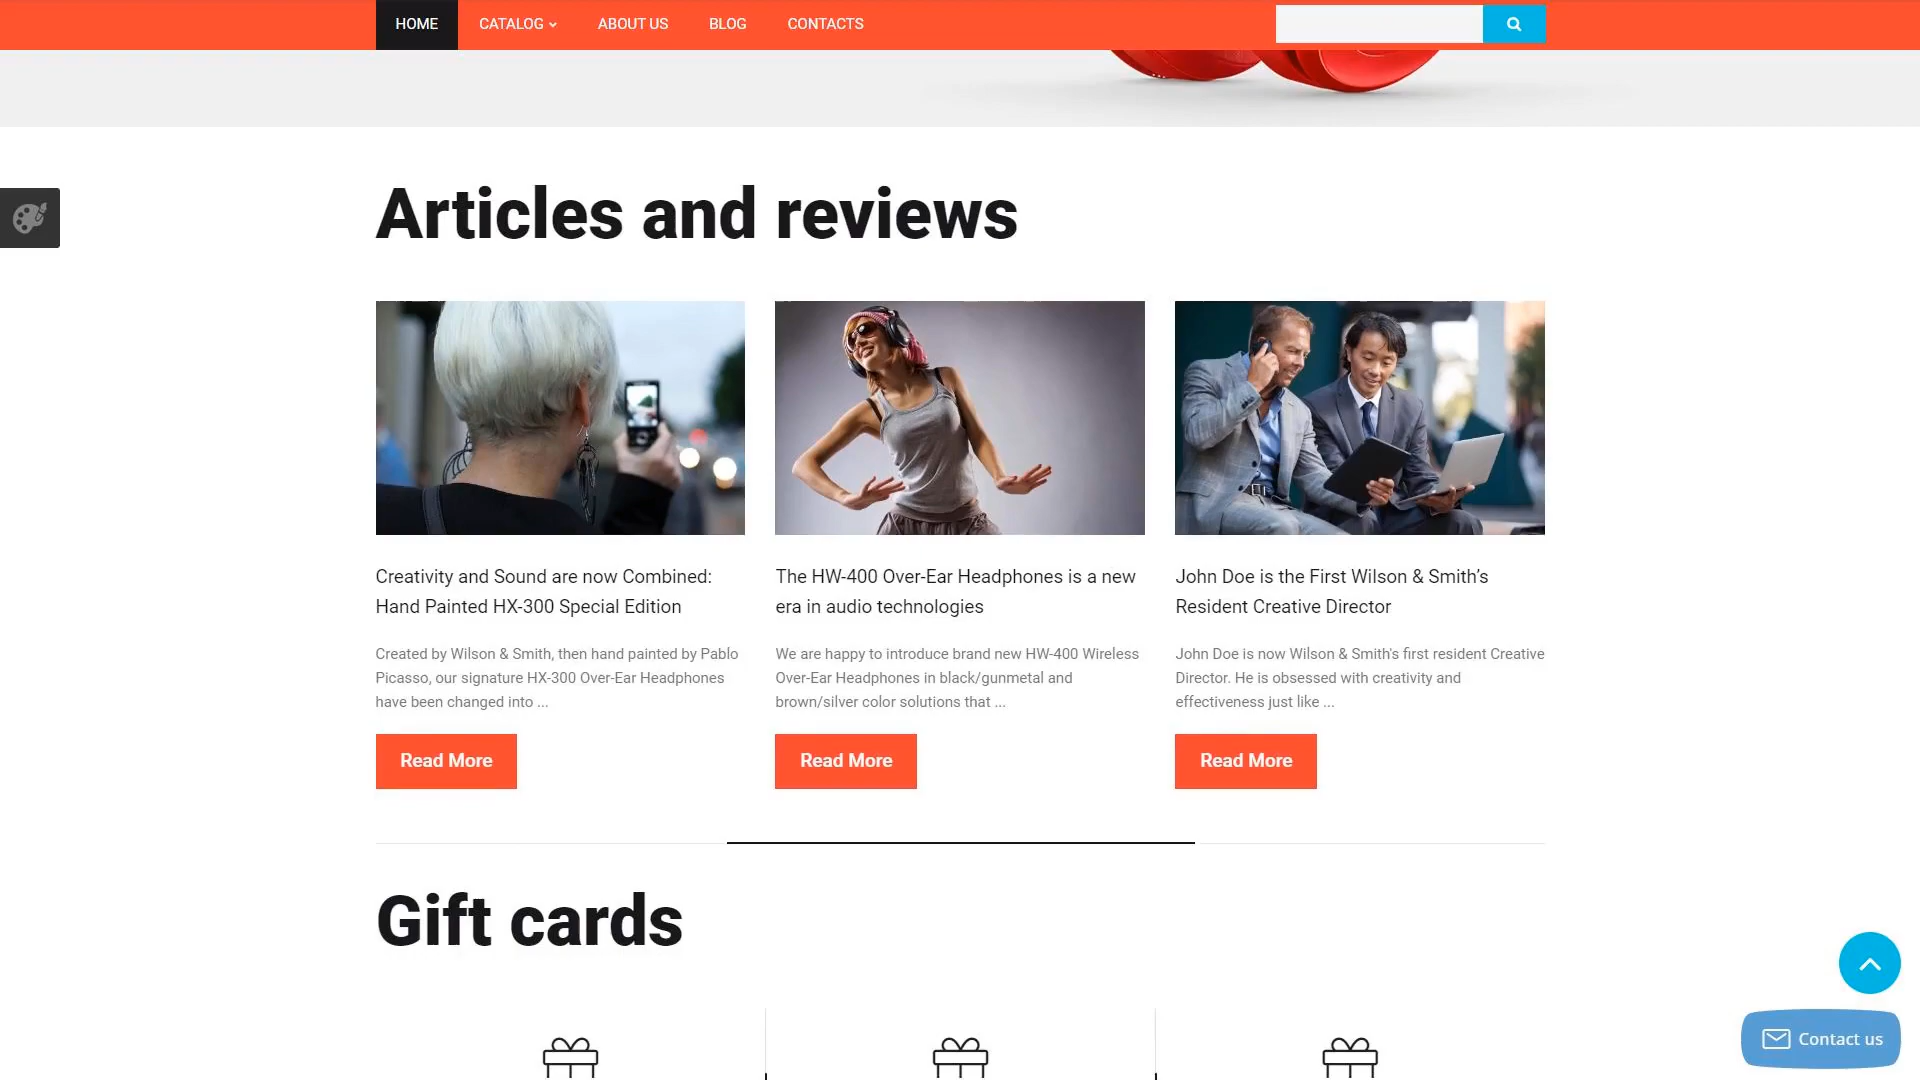 HOME CATALOG ABOUT US BLOG CONTACTS
Articles and reviews
Creativity and Sound are now Combined:
Hand Painted HX-300 Special Edition
Created by Wilson & Smith, then hand painted by Pablo
Picasso, our signature HX-300 Over-Ear Headphones
have been changed into ...
Read More
The HW-400 Over-Ear Headphones is a new
era in audio technologies
We are happy to introduce brand new HW-400 Wireless
Over-Ear Headphones in black/gunmetal and
brown/silver color solutions that ...
Read More
John Doe is the First Wilson & Smith’s
Resident Creative Director
John Doe is now Wilson & Smith's first resident Creative
Director. He is obsessed with creativity and
effectiveness just like ...
Read More
Gift cards
Contact us